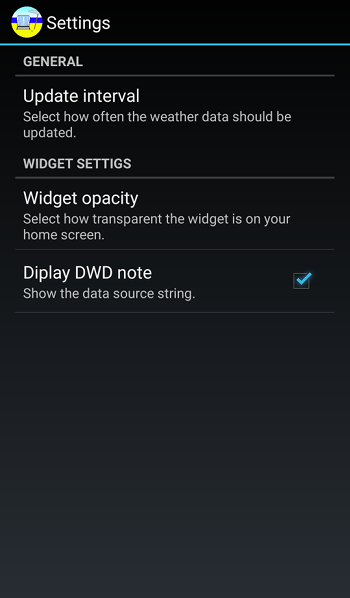 Settings
GENERAL
Update interval
Select how often the weather data should be
updated.
WIDGET SETTIGS
Widget opacity
Select how transparent the widget is on your
home screen.
Diplay DWD note
Show the data source string.